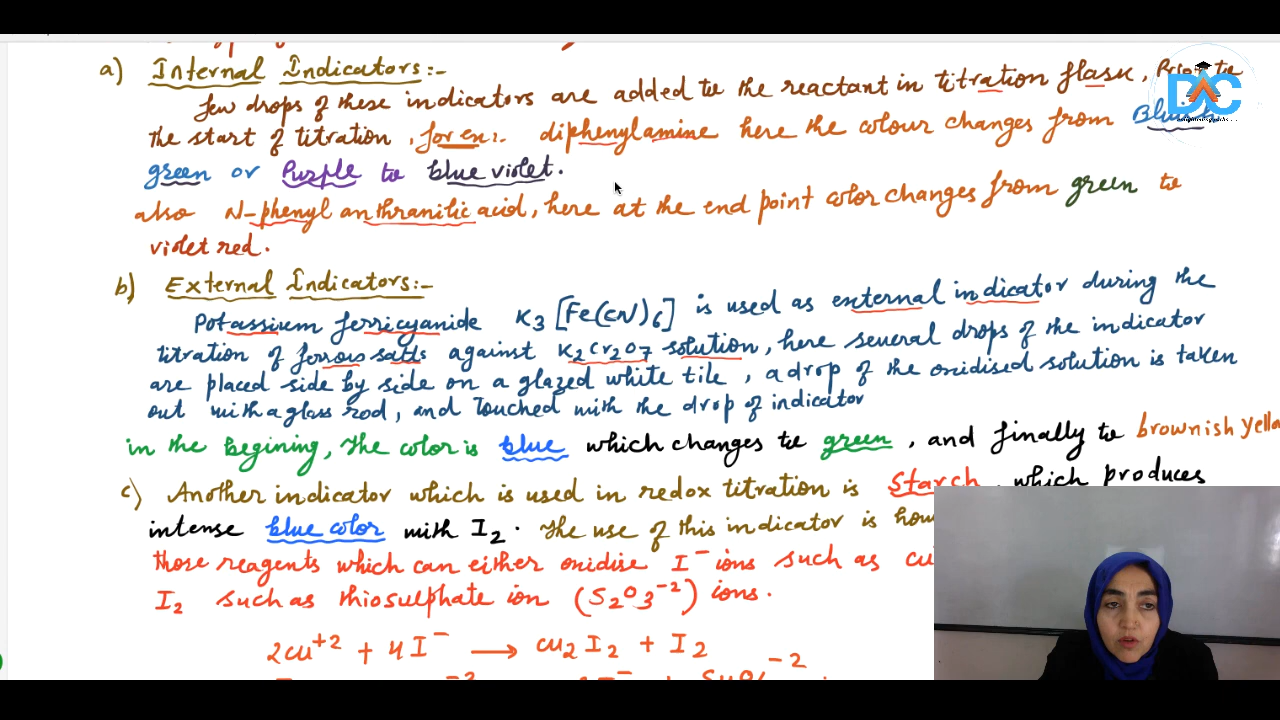 a) Internal Indicators:-
few drops of these indicators are added to the reactant in titration flask, Prior to
the start of titration, for ex:- diphenylamine here the colour changes from Bluish
green or Purple to blue violet.
also N-phenyl anthranilic acid, here at the end point color changes from green to
violet red.
b) External Indicators:-
Potassium ferricyanide K3[Fe(CN)6] is used as external indicator during the
titration of ferrous salts against K2Cr2O7 solution, here several drops of the indicator
are placed side by side on a glazed white tile, a drop of the oxidised solution is taken
out with a glass rod, and touched with the drop of indicator
in the begining, the color is blue which changes to green, and finally to brownish yello
c) Another indicator which is used in redox titration is starch, which produces
intense blue color with I2. The use of this indicator is how
those reagents which can either oxidise I⁻ ions such as cu
I2 such as thiosulphate ion (S2O3⁻²) ions.
2cu⁺² + 4I⁻ → cu2I2 + I2
DAC